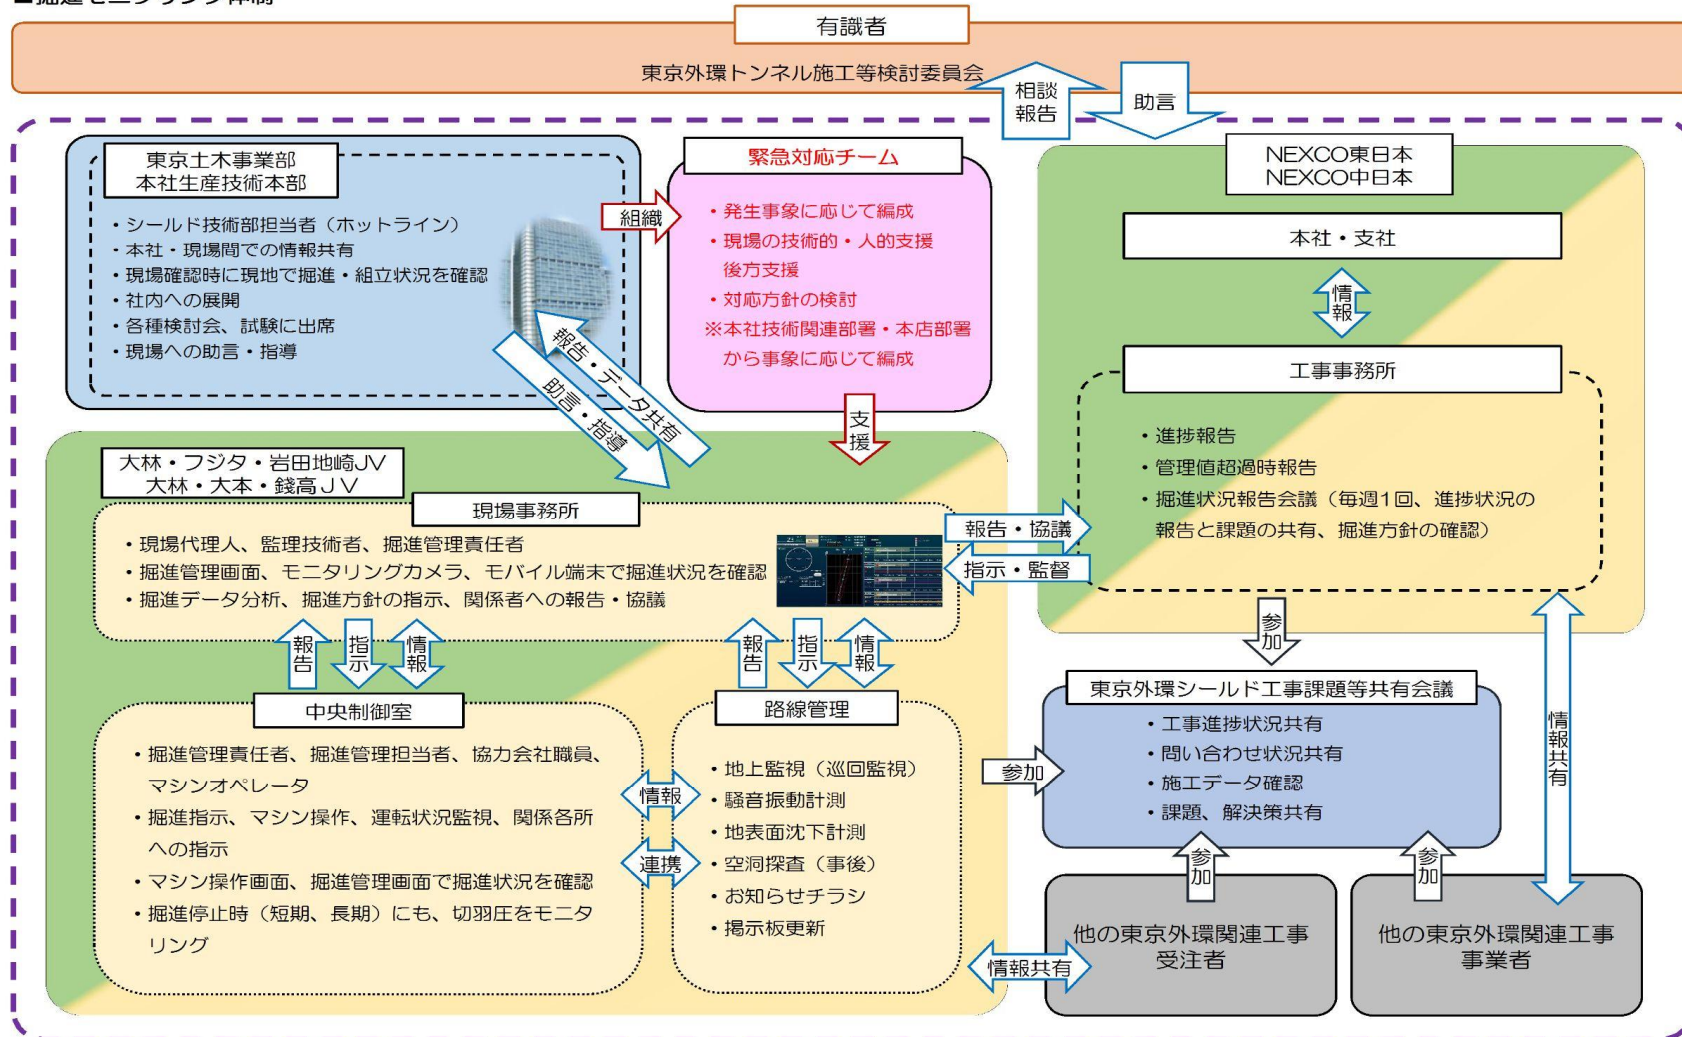 ■掘進モニタリング体制
有識者
東京外環トンネル施工等検討委員会
相談
報告
助言
東京土木事業部
本社生産技術本部
・シールド技術部担当者（ホットライン）
・本社・現場間での情報共有
・現場確認時に現地で掘進・組立状況を確認
・社内への展開
・各種検討会、試験に出席
・現場への助言・指導
組織
緊急対応チーム
・発生事象に応じて編成
・現場の技術的・人的支援
後方支援
・対応方針の検討
※本社技術関連部署・本店部署
から事象に応じて編成
報告・データ共有
助言・指導
支援
NEXCO東日本
NEXCO中日本
本社・支社
情報
工事事務所
・進捗報告
・管理値超過時報告
・掘進状況報告会議（毎週1回、進捗状況の
報告と課題の共有、掘進方針の確認）
大林・フジタ・岩田地崎JV
大林・大本・錢高JV
現場事務所
・現場代理人、監理技術者、掘進管理責任者
・掘進管理画面、モニタリングカメラ、モバイル端末で掘進状況を確認
・掘進データ分析、掘進方針の指示、関係者への報告・協議
報告・協議
指示・監督
報告
指示
情報
報告
指示
情報
中央制御室
・掘進管理責任者、掘進管理担当者、協力会社職員、
マシンオペレータ
・掘進指示、マシン操作、運転状況監視、関係各所
への指示
・マシン操作画面、掘進管理画面で掘進状況を確認
・掘進停止時（短期、長期）にも、切羽圧をモニタ
リング
情報
連携
路線管理
・地上監視（巡回監視）
・騒音振動計測
・地表面沈下計測
・空洞探査（事後）
・お知らせチラシ
・掲示板更新
参加
参加
東京外環シールド工事課題等共有会議
・工事進捗状況共有
・問い合わせ状況共有
・施工データ確認
・課題、解決策共有
情報共有
参加
参加
他の東京外環関連工事
受注者
他の東京外環関連工事
事業者
情報共有